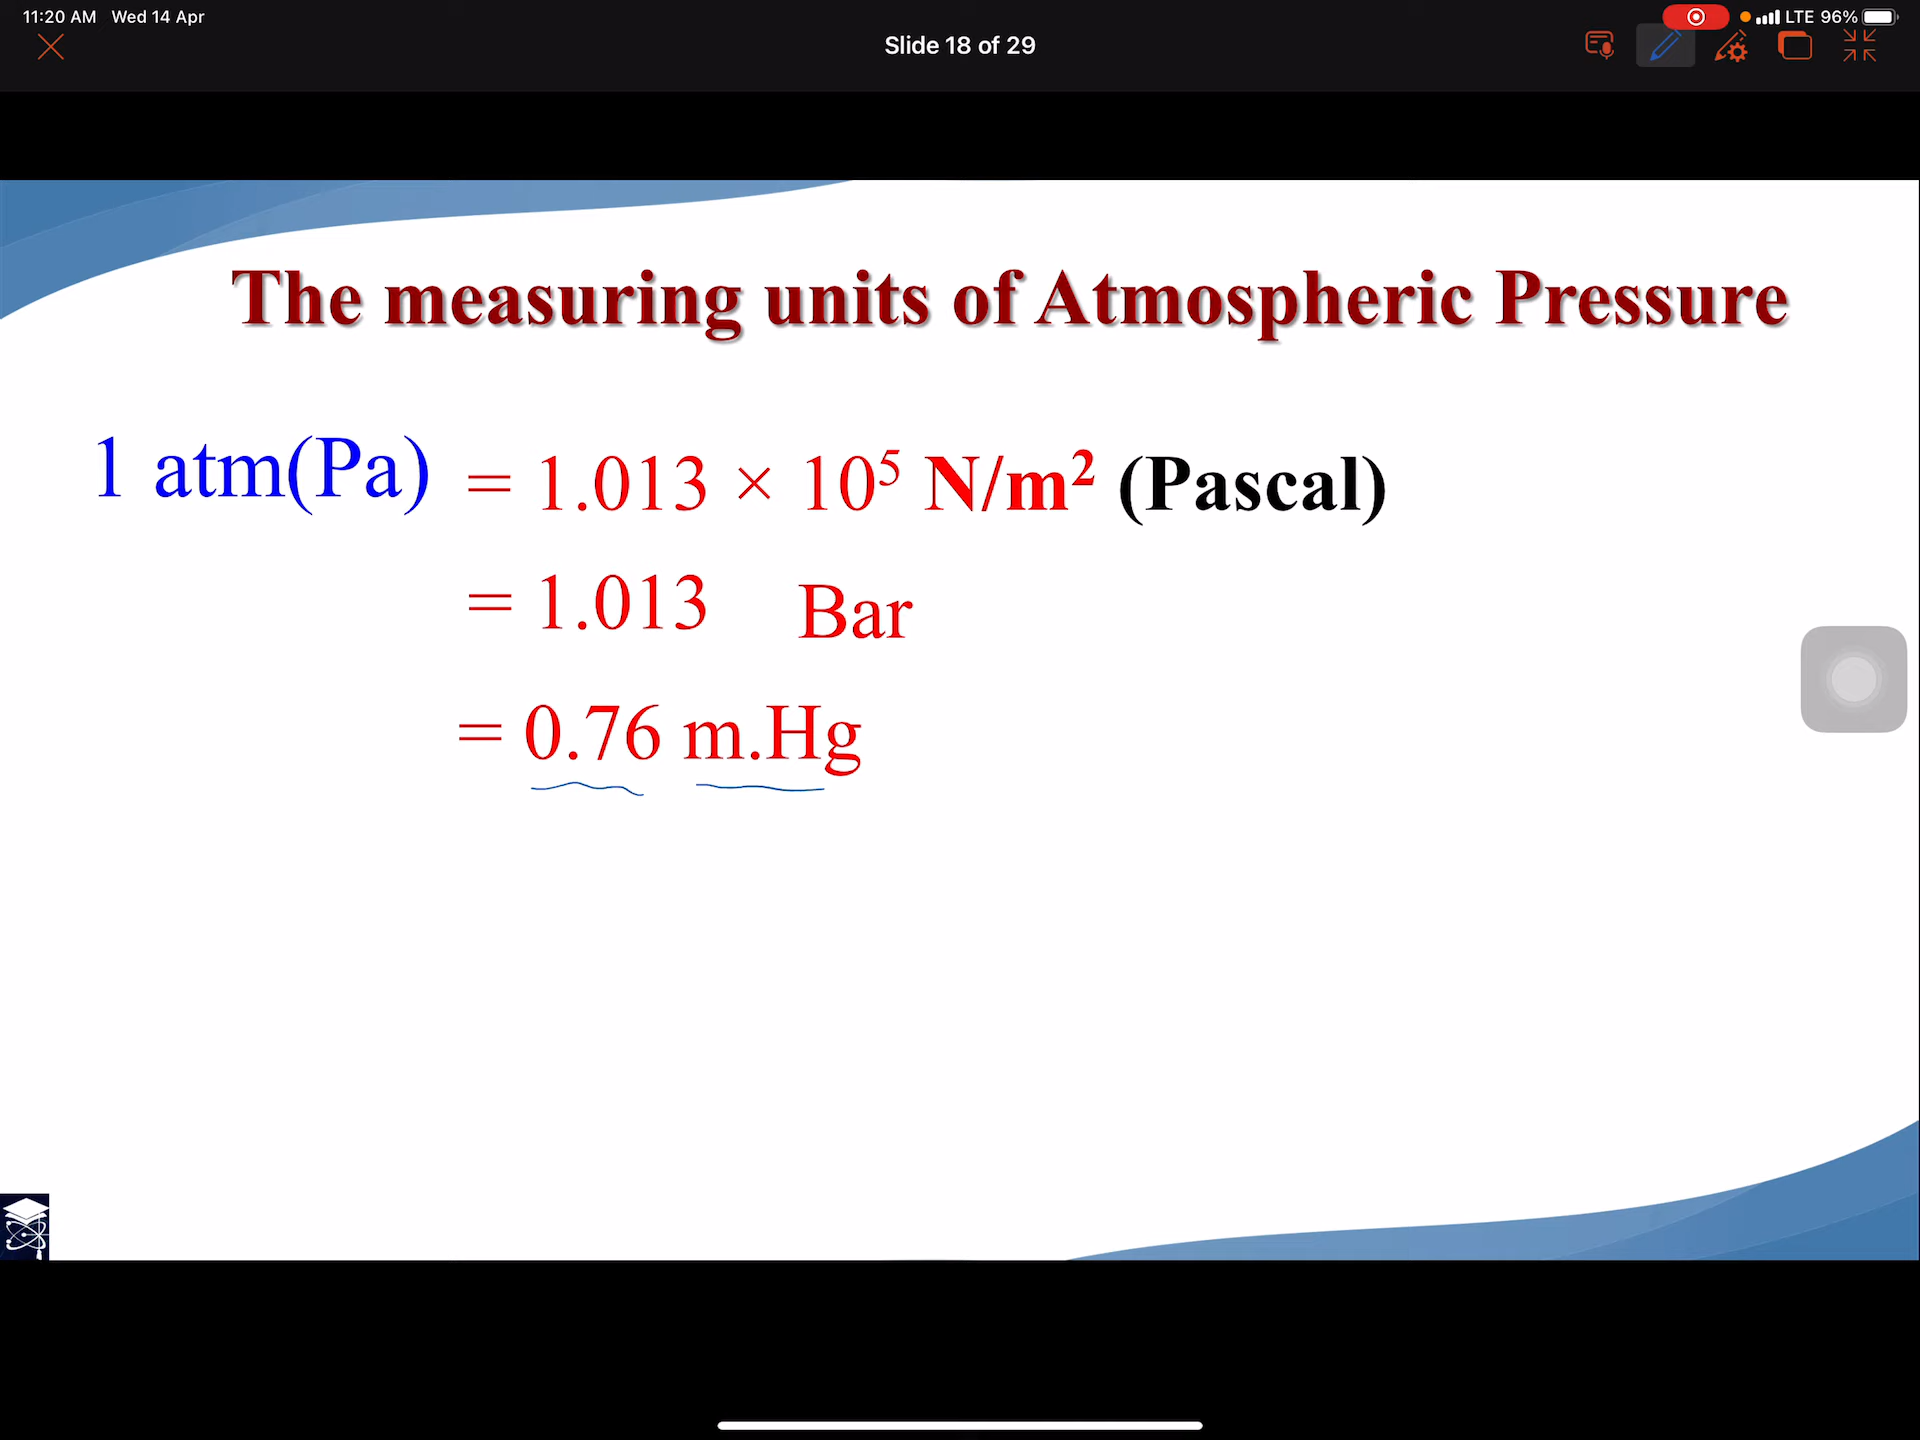 11:20 AM Wed 14 Apr
LTE 96%
Slide 18 of 29
The measuring units of Atmospheric Pressure
1 atm(Pa) = 1.013 × 10⁵ N/m² (Pascal)
= 1.013 Bar
= 0.76 m.Hg